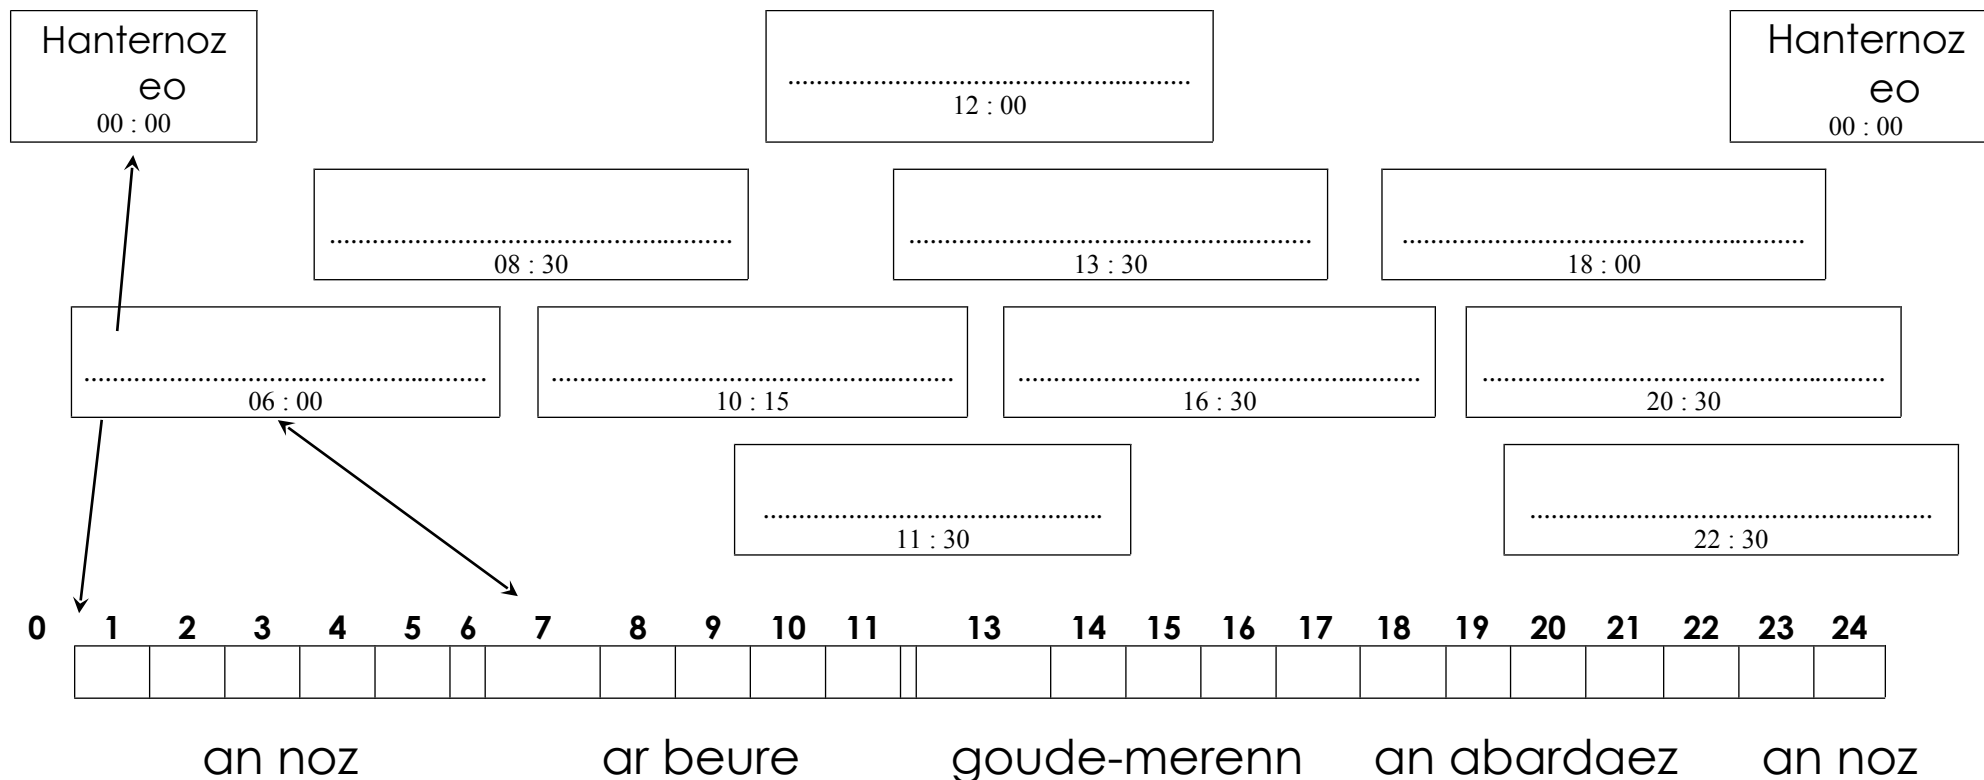 Hanternoz
eo
00 : 00
....................................................
12 : 00
Hanternoz
eo
00 : 00
....................................................
08 : 30
....................................................
13 : 30
....................................................
18 : 00
....................................................
06 : 00
....................................................
10 : 15
....................................................
16 : 30
....................................................
20 : 30
............................................
11 : 30
....................................................
22 : 30
0 1 2 3 4 5 6 7 8 9 10 11 13 14 15 16 17 18 19 20 21 22 23 24
an noz ar beure goude-merenn an abardaez an noz